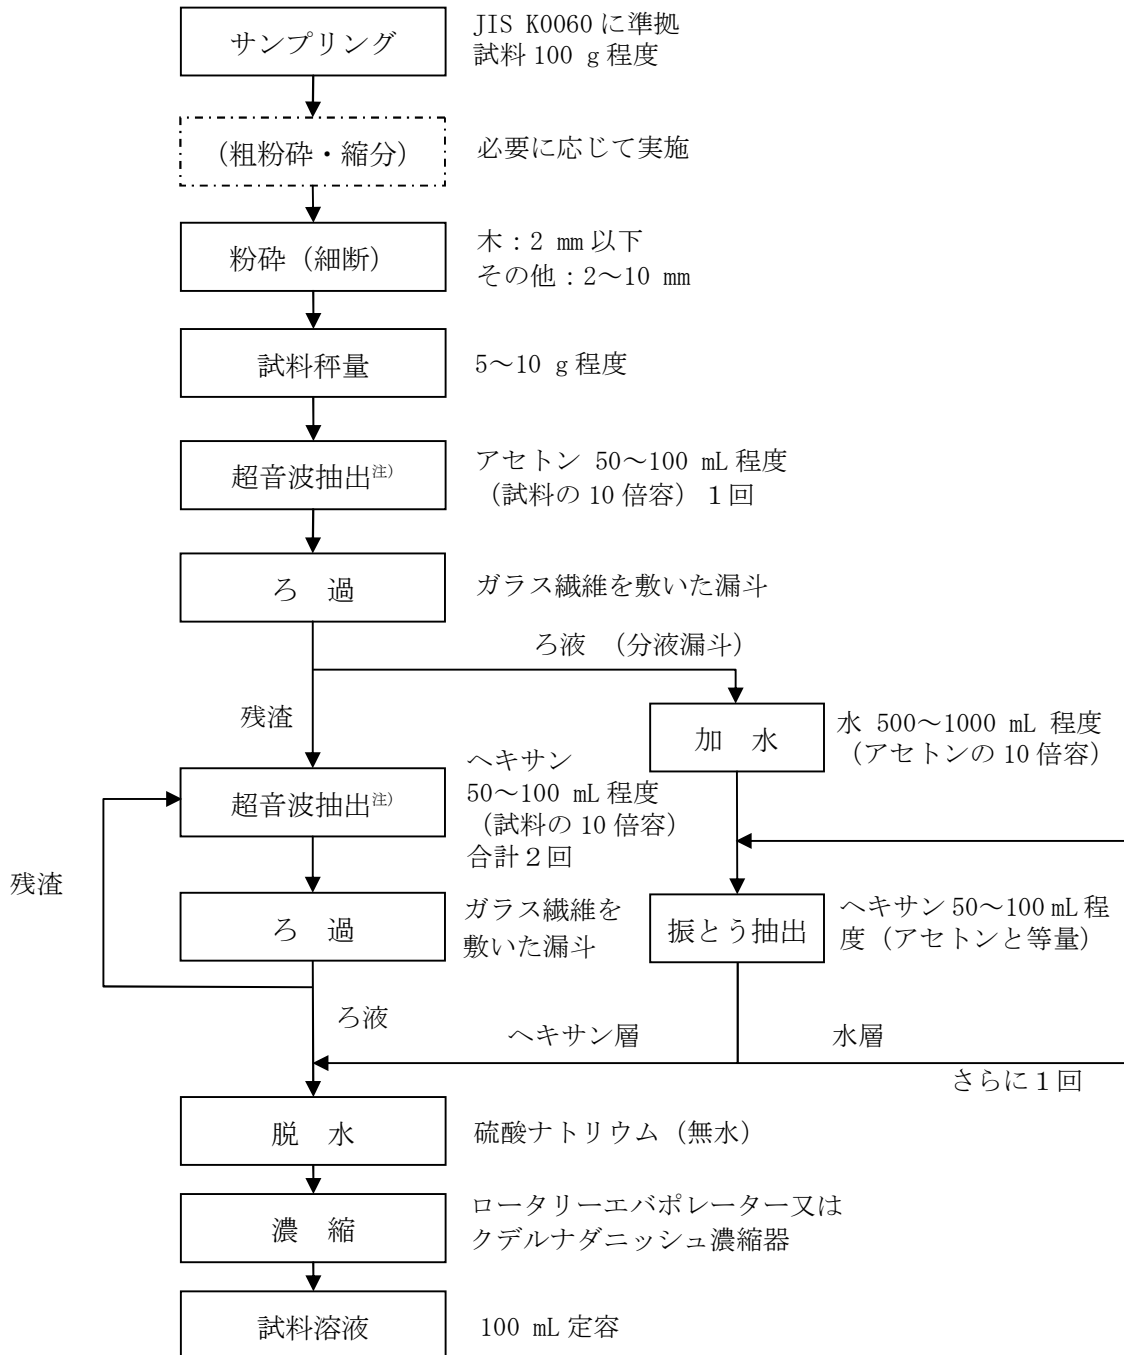 サンプリング
JIS K0060 に準拠
試料 100 g 程度
（粗粉砕・縮分）
必要に応じて実施
粉砕（細断）
木：2 mm 以下
その他：2～10 mm
試料秤量
5～10 g 程度
超音波抽出注）
アセトン 50～100 mL 程度
（試料の 10 倍容）１回
ろ　過
ガラス繊維を敷いた漏斗
ろ液　（分液漏斗）
残渣
加　水
水 500～1000 mL 程度
（アセトンの 10 倍容）
超音波抽出注）
ヘキサン
50～100 mL 程度
（試料の 10 倍容）
合計２回
残渣
ろ　過
ガラス繊維を
敷いた漏斗
振とう抽出
ヘキサン 50～100 mL 程
度（アセトンと等量）
ろ液
ヘキサン層
水層
さらに１回
脱　水
硫酸ナトリウム（無水）
濃　縮
ロータリーエバポレーター又は
クデルナダニッシュ濃縮器
試料溶液
100 mL 定容